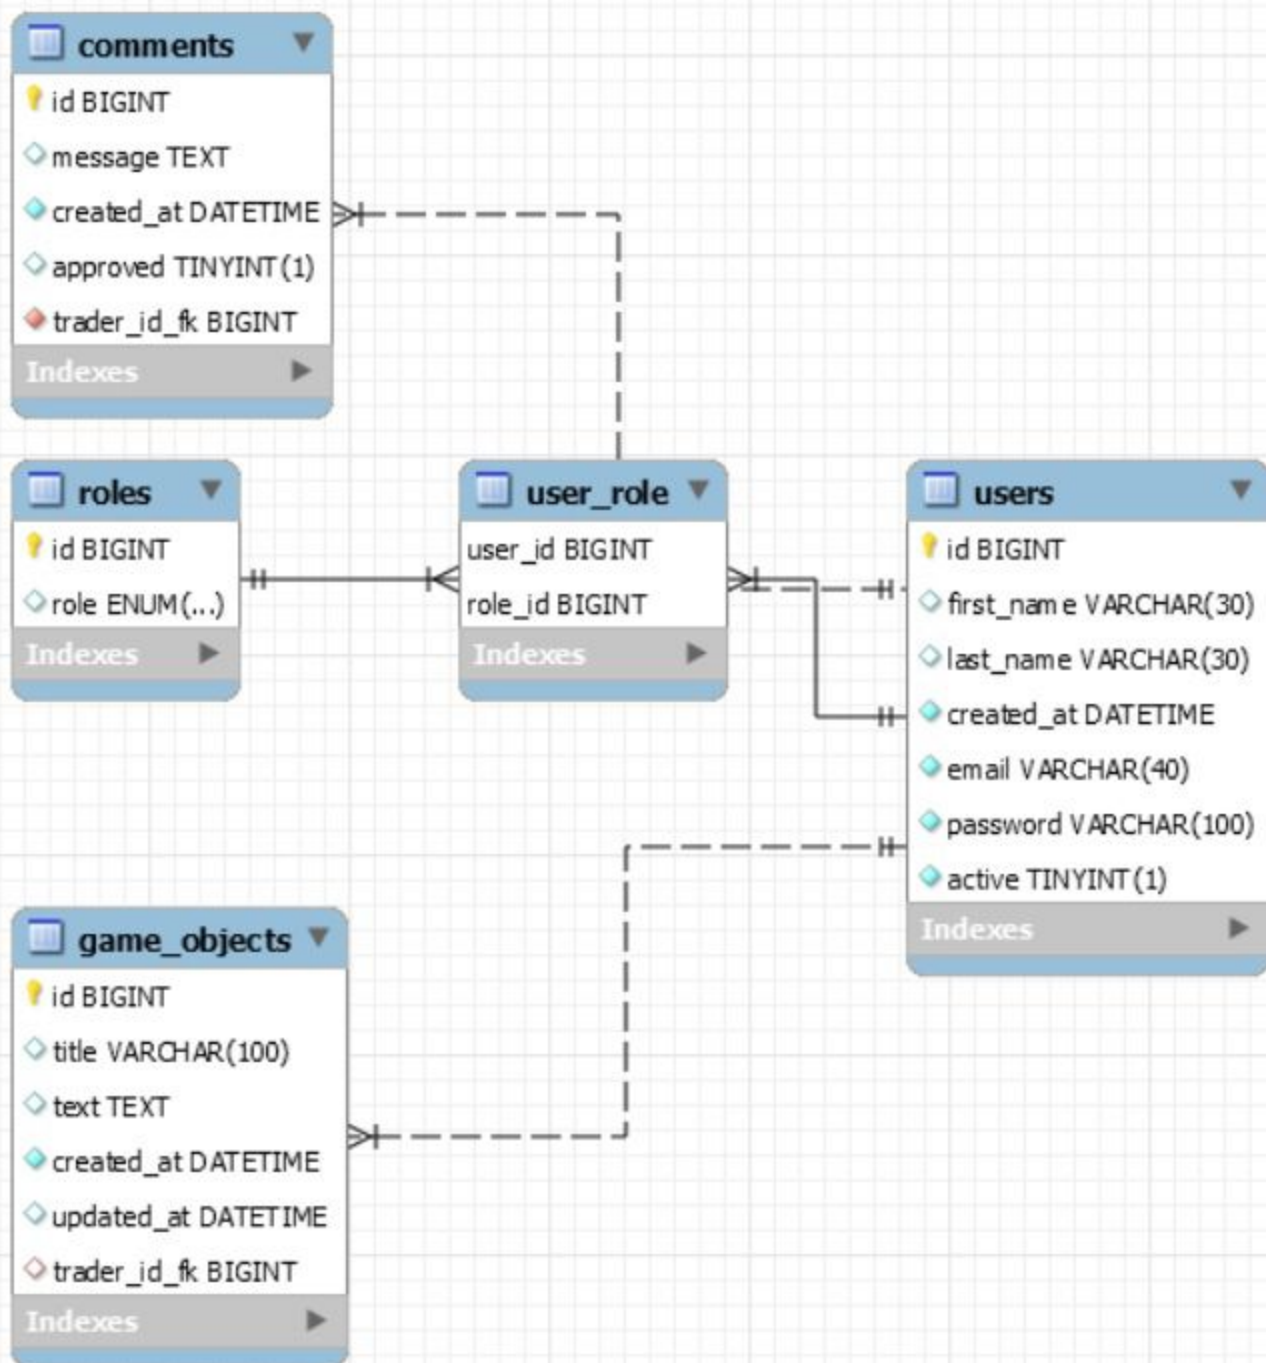 comments
id BIGINT
message TEXT
created_at DATETIME
approved TINYINT(1)
trader_id_fk BIGINT
Indexes
roles
id BIGINT
role ENUM(...)
Indexes
user_role
user_id BIGINT
role_id BIGINT
Indexes
users
id BIGINT
first_name VARCHAR(30)
last_name VARCHAR(30)
created_at DATETIME
email VARCHAR(40)
password VARCHAR(100)
active TINYINT(1)
Indexes
game_objects
id BIGINT
title VARCHAR(100)
text TEXT
created_at DATETIME
updated_at DATETIME
trader_id_fk BIGINT
Indexes